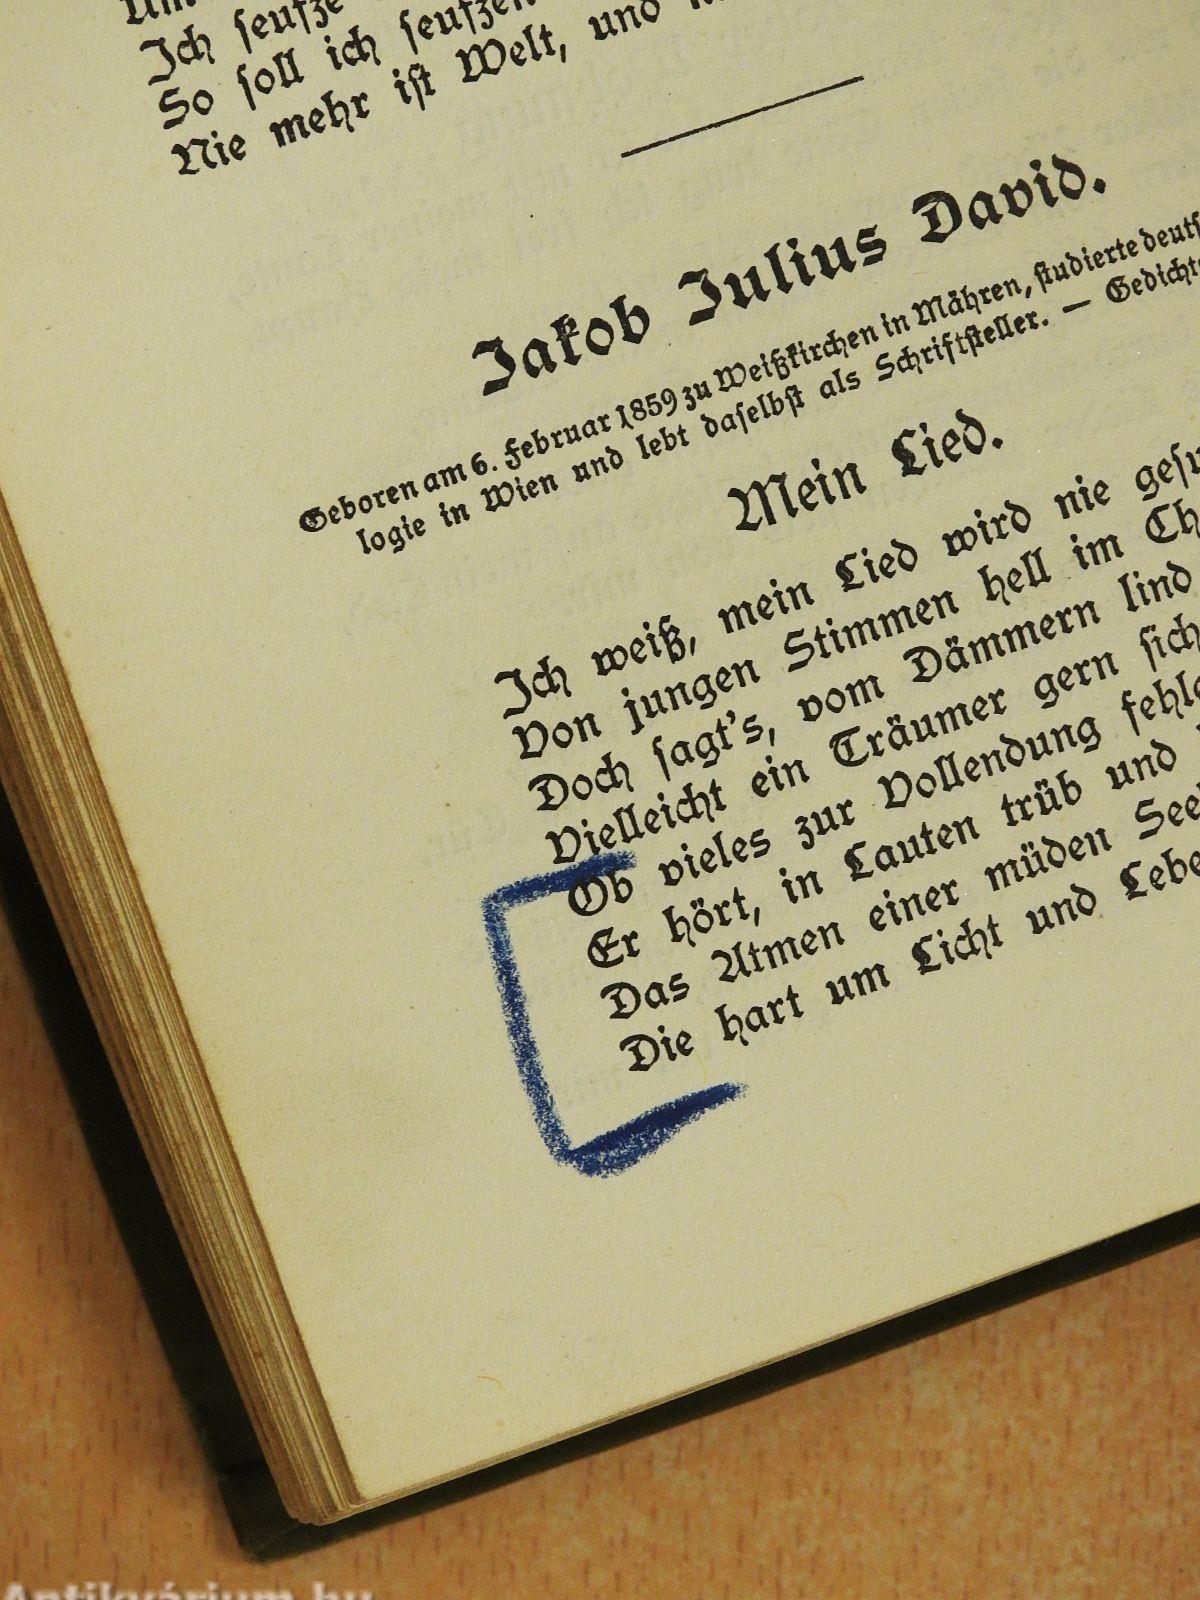 Ich seufze
So soll ich seufzen
Nie mehr ist Welt, und
Jakob Julius David.
Geboren am 6. Februar 1859 zu Weißkirchen in Mähren, studierte
logie in Wien und lebt daselbst als Schriftsteller. —
Mein Lied.
Ich weiß, mein Lied wird nie
Von jungen Stimmen hell im
Doch sagt's, vom Dämmern lind
Vielleicht ein Träumer gern sich
Ob vieles zur Vollendung
Er hört, in Lauten trüb und
Das Atmen einer müden
Die hart um Licht und
Antikvárium.hu